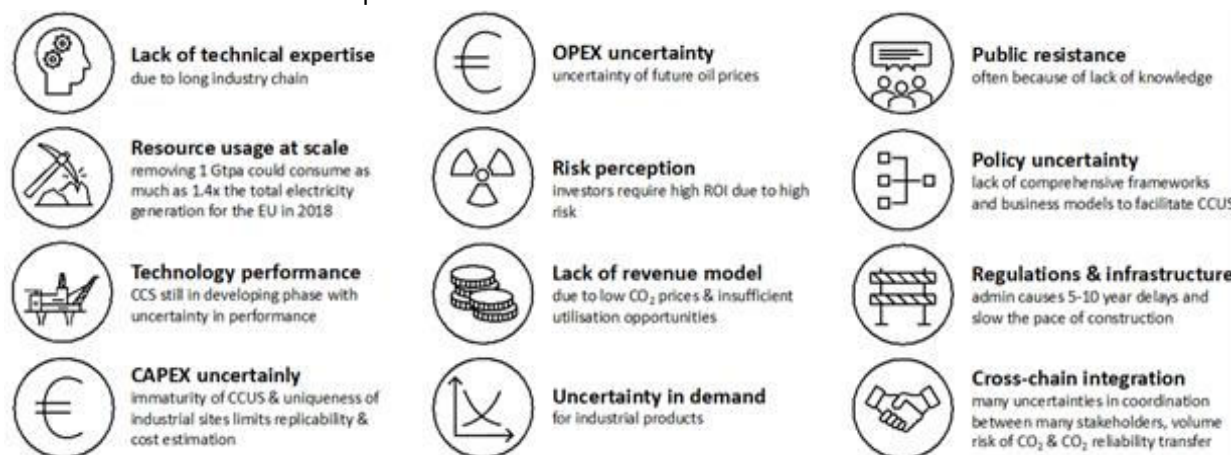 Lack of technical expertise
due to long industry chain
Resource usage at scale
removing 1 Gtpa could consume as
much as 1.4x the total electricity
generation for the EU in 2018
Technology performance
CCS still in developing phase with
uncertainty in performance
CAPEX uncertainly
immaturity of CCUS & uniqueness of
industrial sites limits replicability &
cost estimation
OPEX uncertainty
uncertainty of future oil prices
Risk perception
investors require high ROI due to high
risk
Lack of revenue model
due to low CO₂ prices & insufficient
utilisation opportunities
Uncertainty in demand
for industrial products
Public resistance
often because of lack of knowledge
Policy uncertainty
lack of comprehensive frameworks
and business models to facilitate CCUS
Regulations & infrastructure
admin causes 5-10 year delays and
slow the pace of construction
Cross-chain integration
many uncertainties in coordination
between many stakeholders, volume
risk of CO₂ & CO₂ reliability transfer